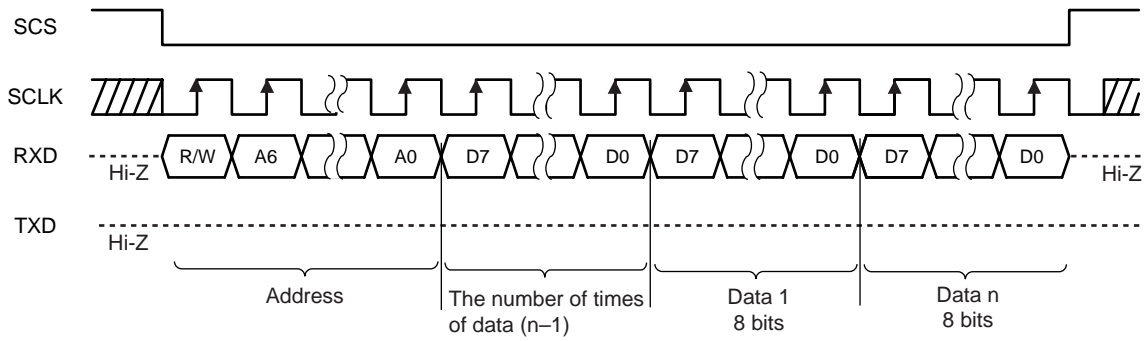 SCS
SCLK
RXD
R/W A6 A0 D7 D0 D7 D0 D7 D0
Hi-Z Hi-Z
TXD
Hi-Z
Address
The number of times
of data (n–1)
Data 1
8 bits
Data n
8 bits